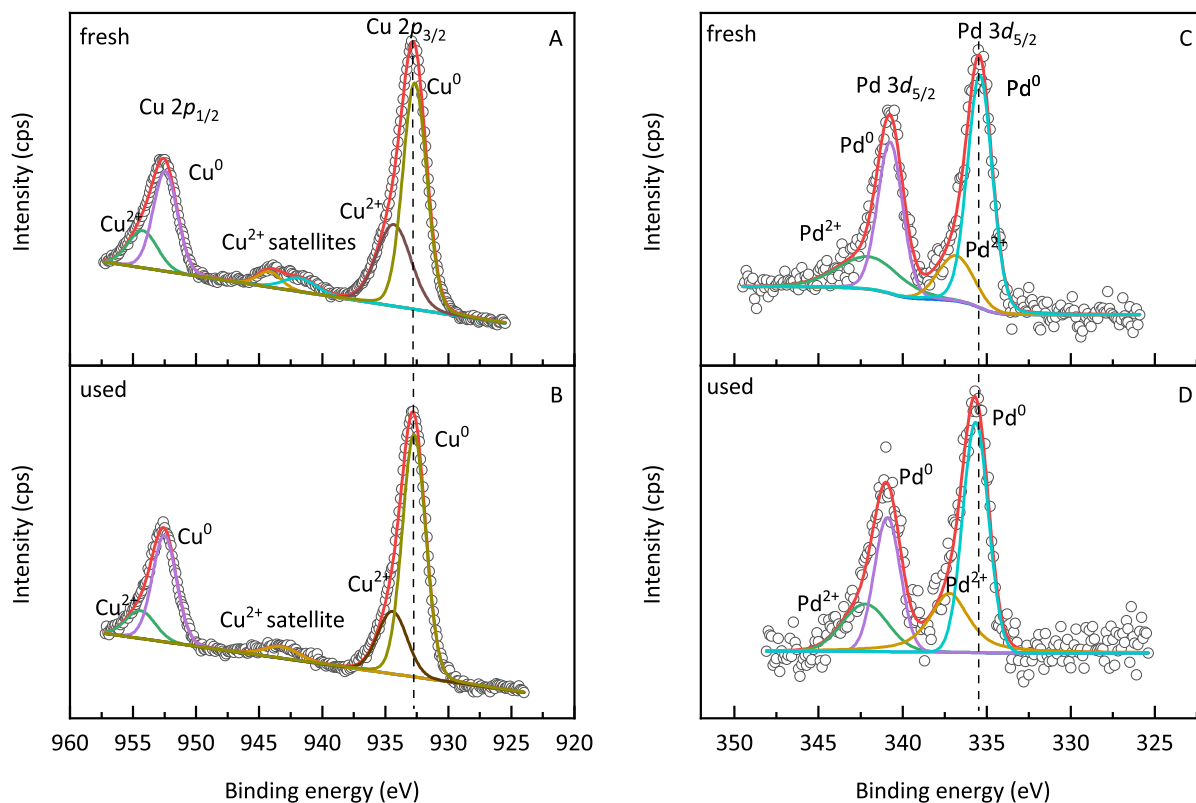 fresh
A
Cu 2p3/2
Cu0
Cu 2p1/2
Cu0
Cu2+
Cu2+
Cu2+ satellites
Intensity (cps)
used
B
Cu0
Cu0
Cu2+
Cu2+
Cu2+ satellite
Intensity (cps)
960 955 950 945 940 935 930 925 920
Binding energy (eV)
fresh
C
Pd 3d5/2
Pd0
Pd 3d5/2
Pd0
Pd2+
Pd2+
Intensity (cps)
used
D
Pd0
Pd0
Pd2+
Pd2+
Intensity (cps)
350 345 340 335 330 325
Binding energy (eV)